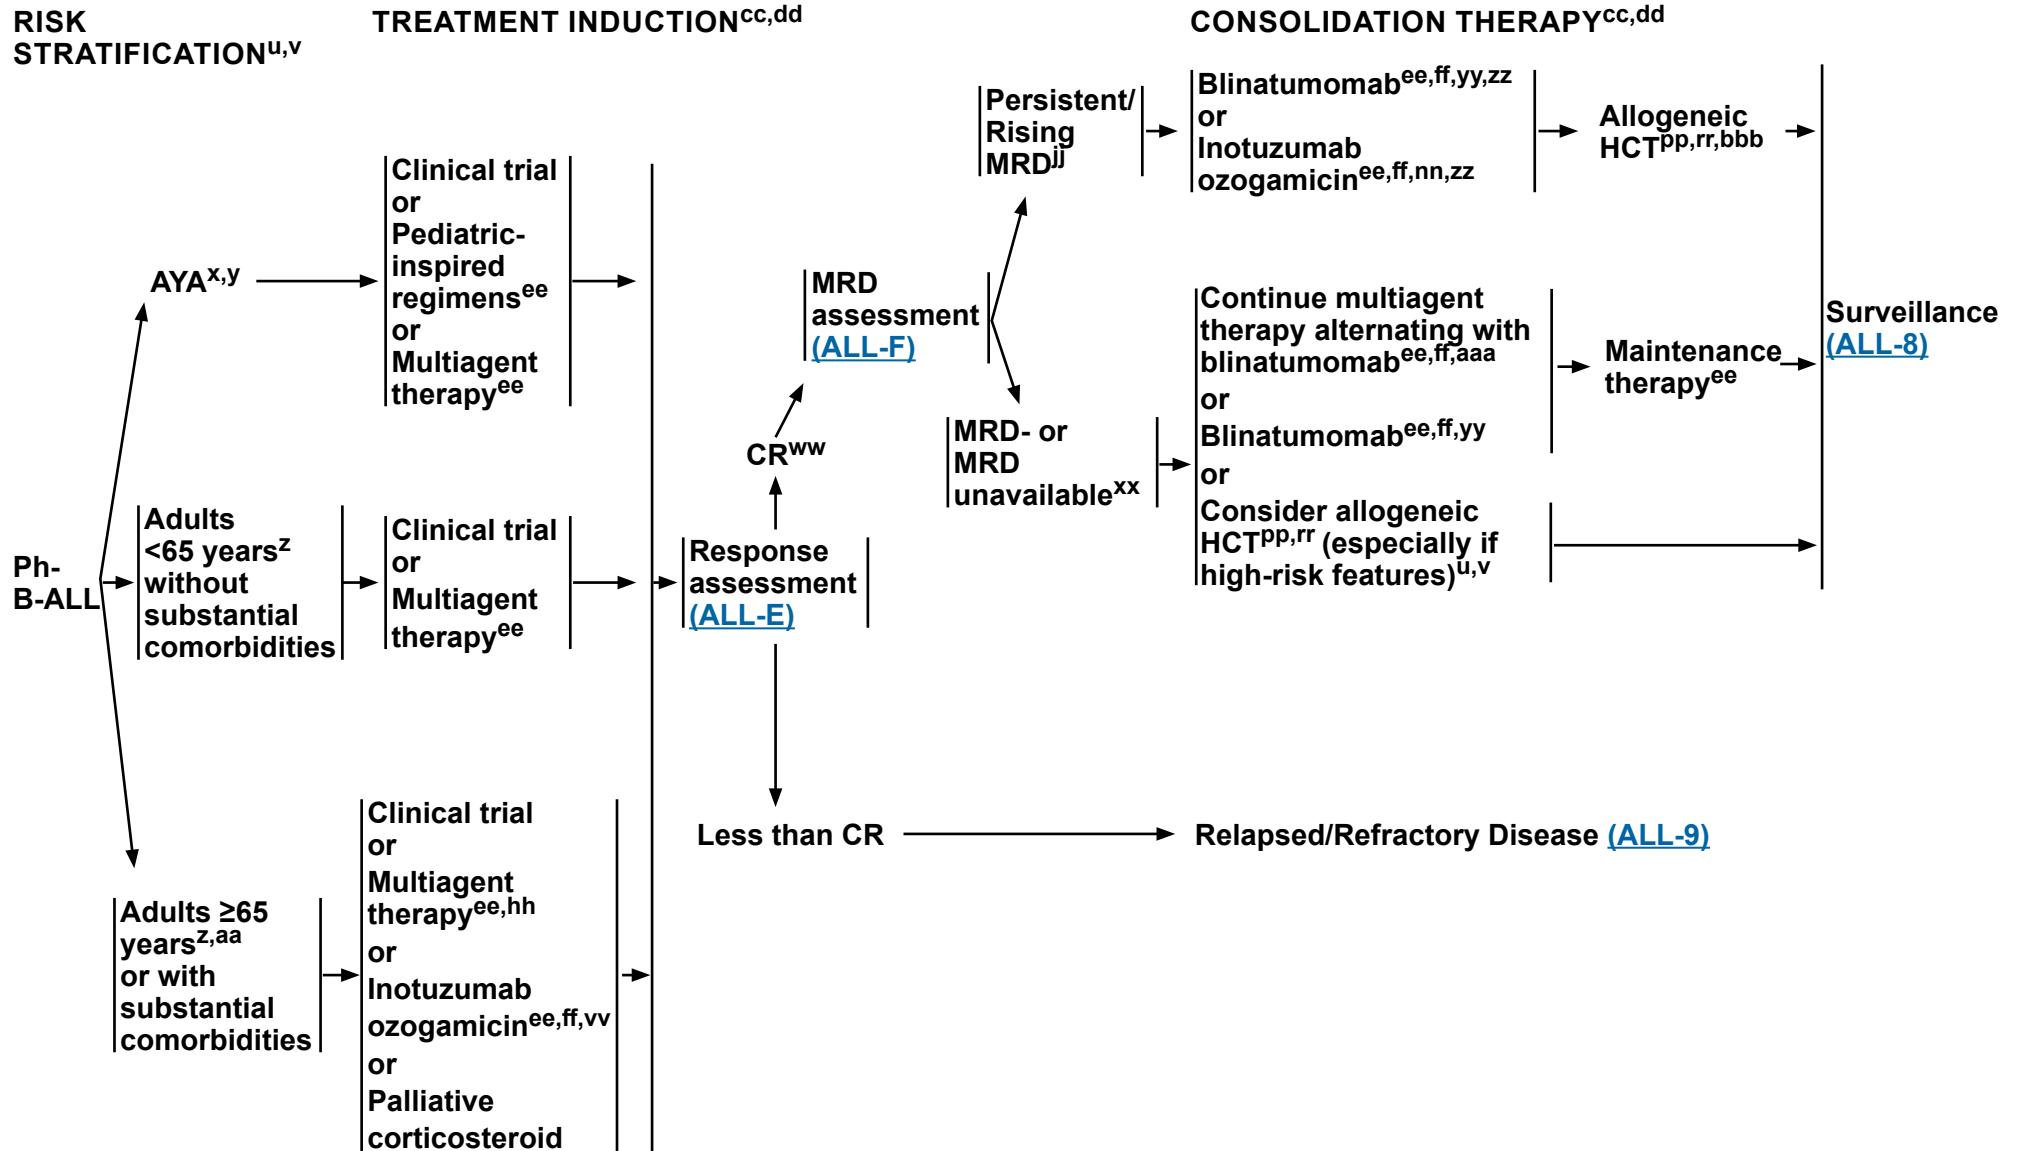 RISK
STRATIFICATIONu,v
TREATMENT INDUCTIONcc,dd
CONSOLIDATION THERAPYcc,dd
Ph-
B-ALL
AYAx,y
Clinical trial
or
Pediatric-
inspired
regimensee
or
Multiagent
therapyee
Adults
<65 yearsz
without
substantial
comorbidities
Clinical trial
or
Multiagent
therapyee
Adults ≥65
yearsz,aa
or with
substantial
comorbidities
Clinical trial
or
Multiagent
therapyee,hh
or
Inotuzumab
ozogamicinee,ff,vv
or
Palliative
corticosteroid
Response
assessment
(ALL-E)
CRww
MRD
assessment
(ALL-F)
Persistent/
Rising
MRDjj
Blinatumomabee,ff,yy,zz
or
Inotuzumab
ozogamicinee,ff,nn,zz
Allogeneic
HCTpp,rr,bbb
MRD- or
MRD
unavailablexx
Continue multiagent
therapy alternating with
blinatumomabee,ff,aaa
or
Blinatumomabee,ff,yy
or
Consider allogeneic
HCTpp,rr (especially if
high-risk features)u,v
Maintenance
therapyee
Surveillance
(ALL-8)
Less than CR
Relapsed/Refractory Disease (ALL-9)